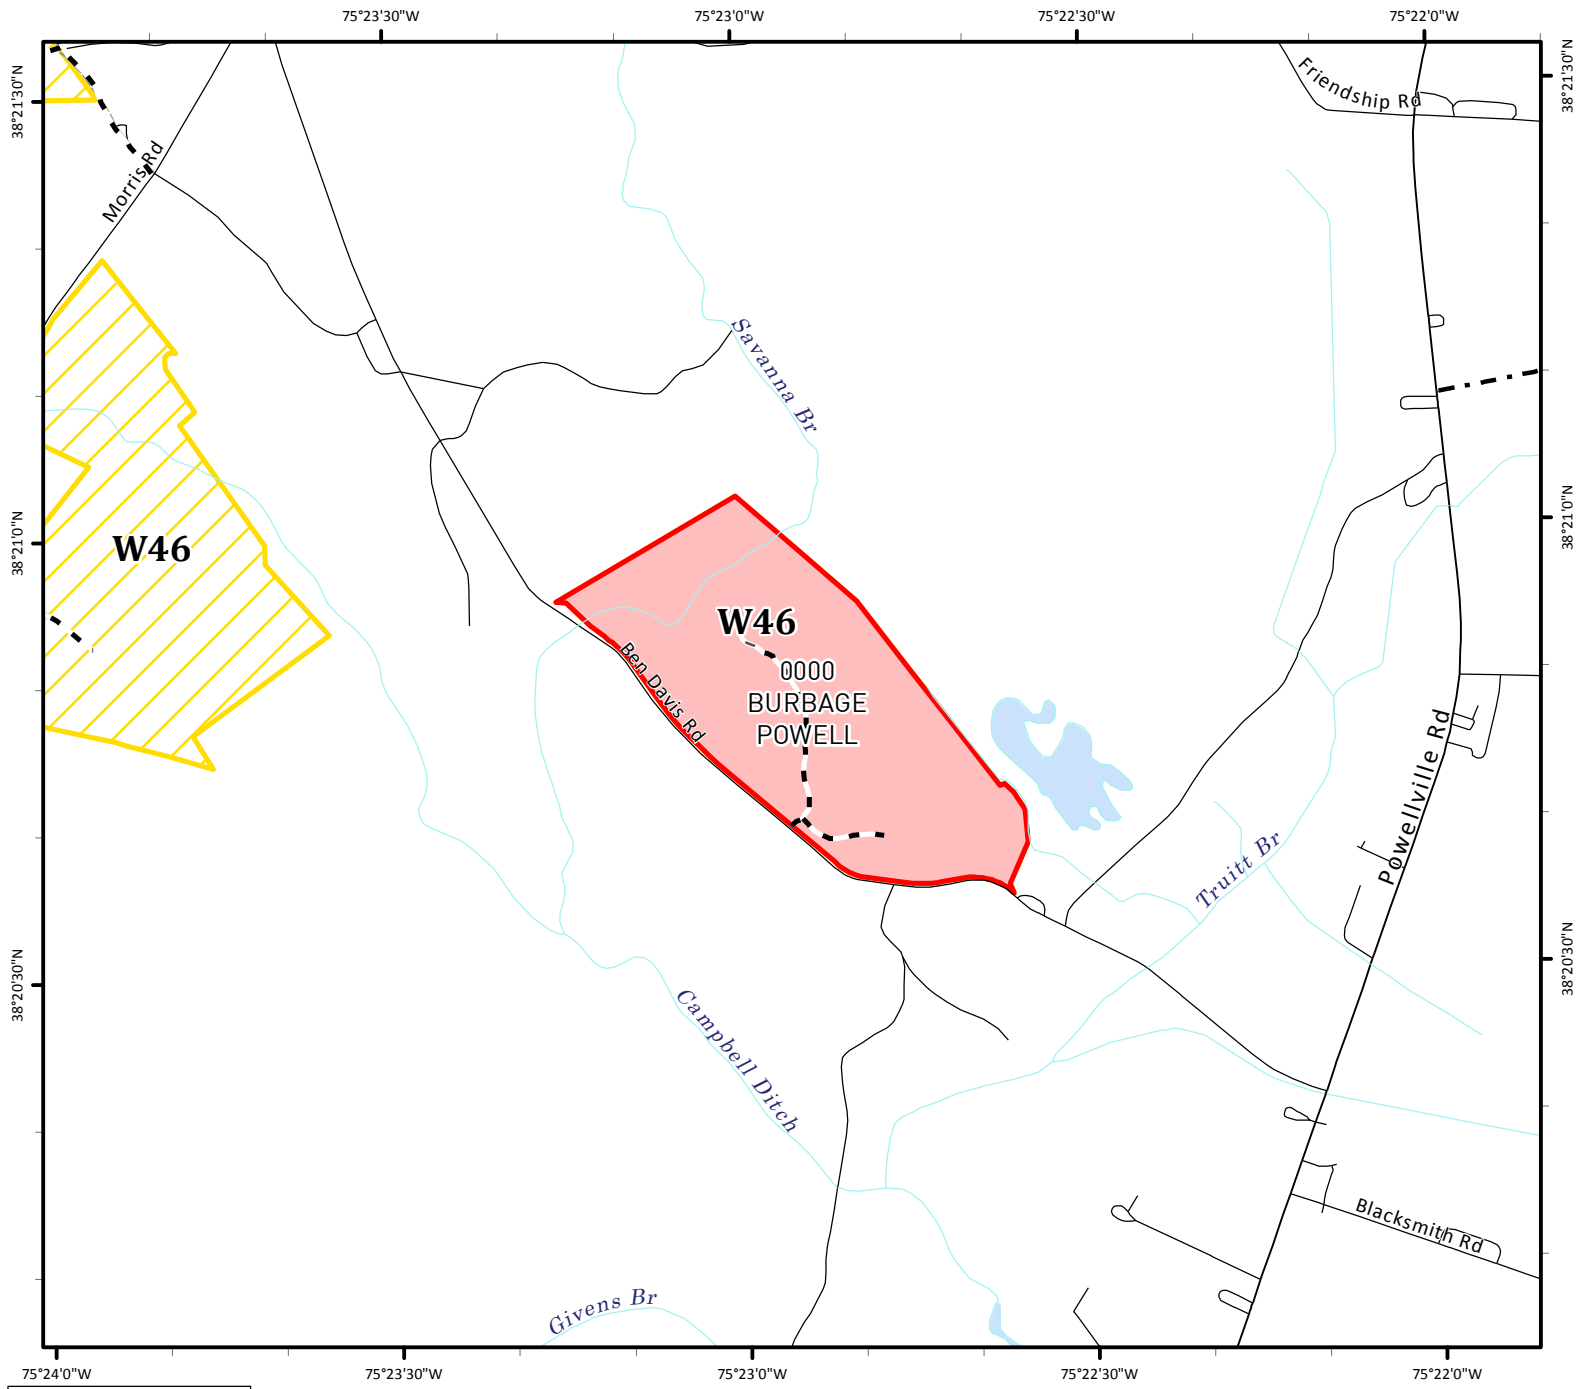 75°23'30"W
75°23'0"W
75°22'30"W
75°22'0"W
38°21'30"N
38°21'30"N
Friendship Rd
Morris Rd
Savanna Br
38°21'0"N
38°21'0"N
W46
W46
0000
BURBAGE
POWELL
Ben Davis Rd
Powellville Rd
Truitt Br
38°20'30"N
38°20'30"N
Campbell Ditch
Blacksmith Rd
Givens Br
75°24'0"W
75°23'30"W
75°23'0"W
75°22'30"W
75°22'0"W